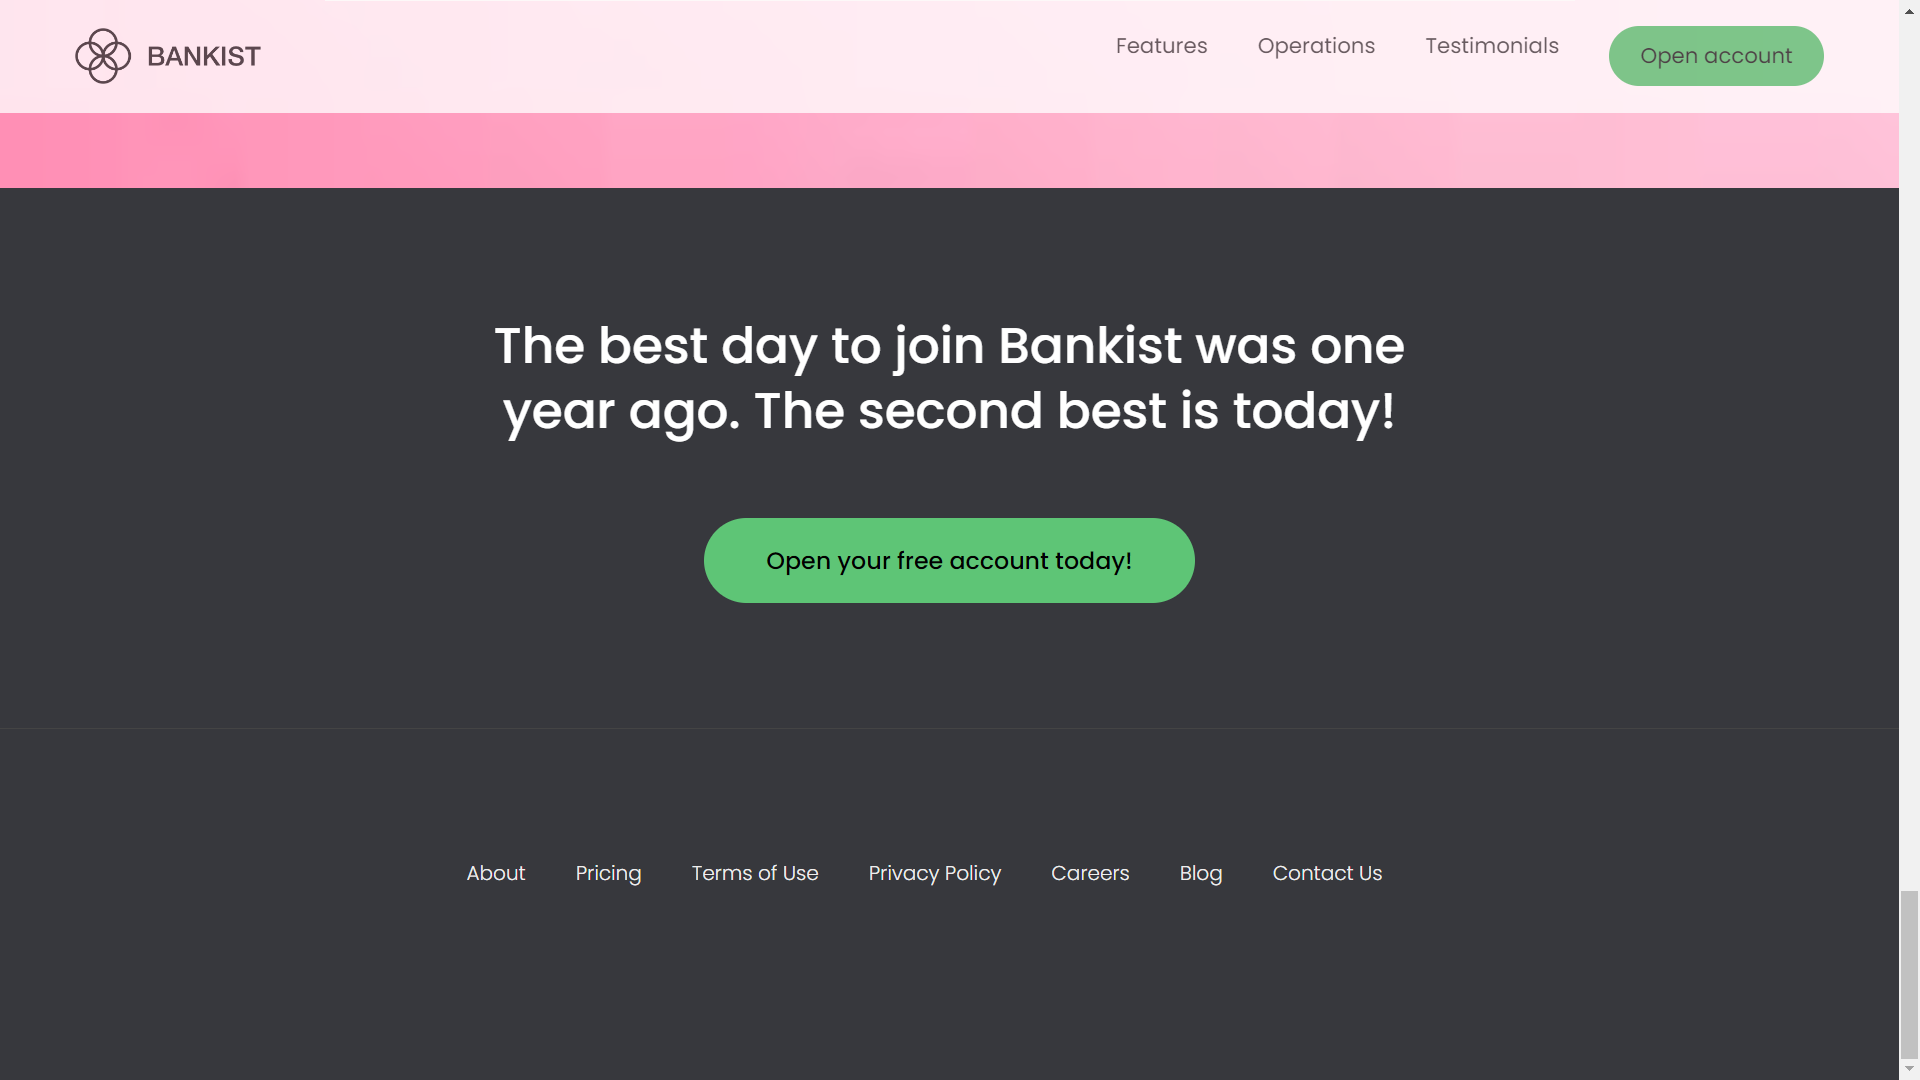 BANKIST
Features
Operations
Testimonials
Open account
The best day to join Bankist was one
year ago. The second best is today!
Open your free account today!
About
Pricing
Terms of Use
Privacy Policy
Careers
Blog
Contact Us